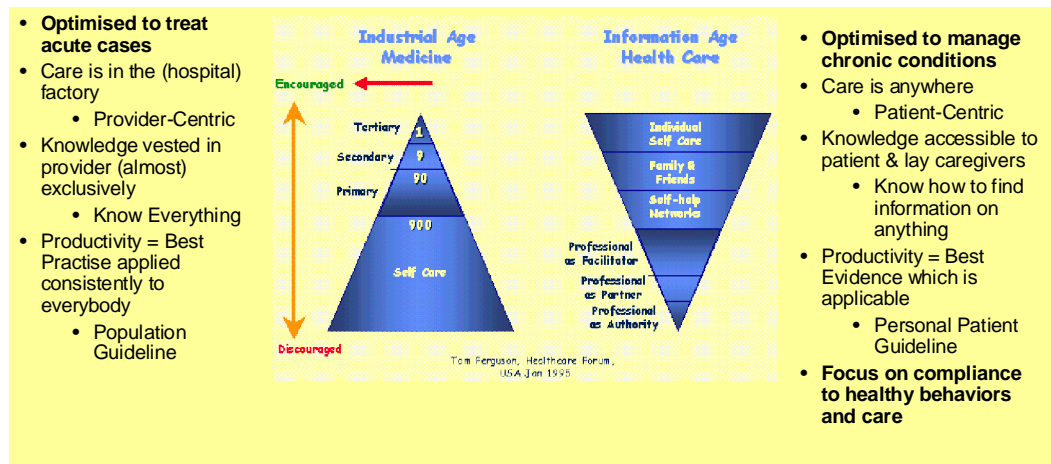 • Optimised to treat
acute cases
• Care is in the (hospital)
factory
• Provider-Centric
• Knowledge vested in
provider (almost)
exclusively
• Know Everything
• Productivity = Best
Practise applied
consistently to
everybody
• Population
Guideline
Industrial Age
Medicine
Encouraged
Tertiary
1
Secondary
9
90
Primary
900
Self Care
Discouraged
Information Age
Health Care
Individual
Self Care
Family &
Friends
Self-help
Networks
Professional
as Facilitator
Professional
as Partner
Professional
as Authority
Tom Ferguson, Healthcare Forum,
USA Jan 1995
• Optimised to manage
chronic conditions
• Care is anywhere
• Patient-Centric
• Knowledge accessible to
patient & lay caregivers
• Know how to find
information on
anything
• Productivity = Best
Evidence which is
applicable
• Personal Patient
Guideline
• Focus on compliance
to healthy behaviors
and care